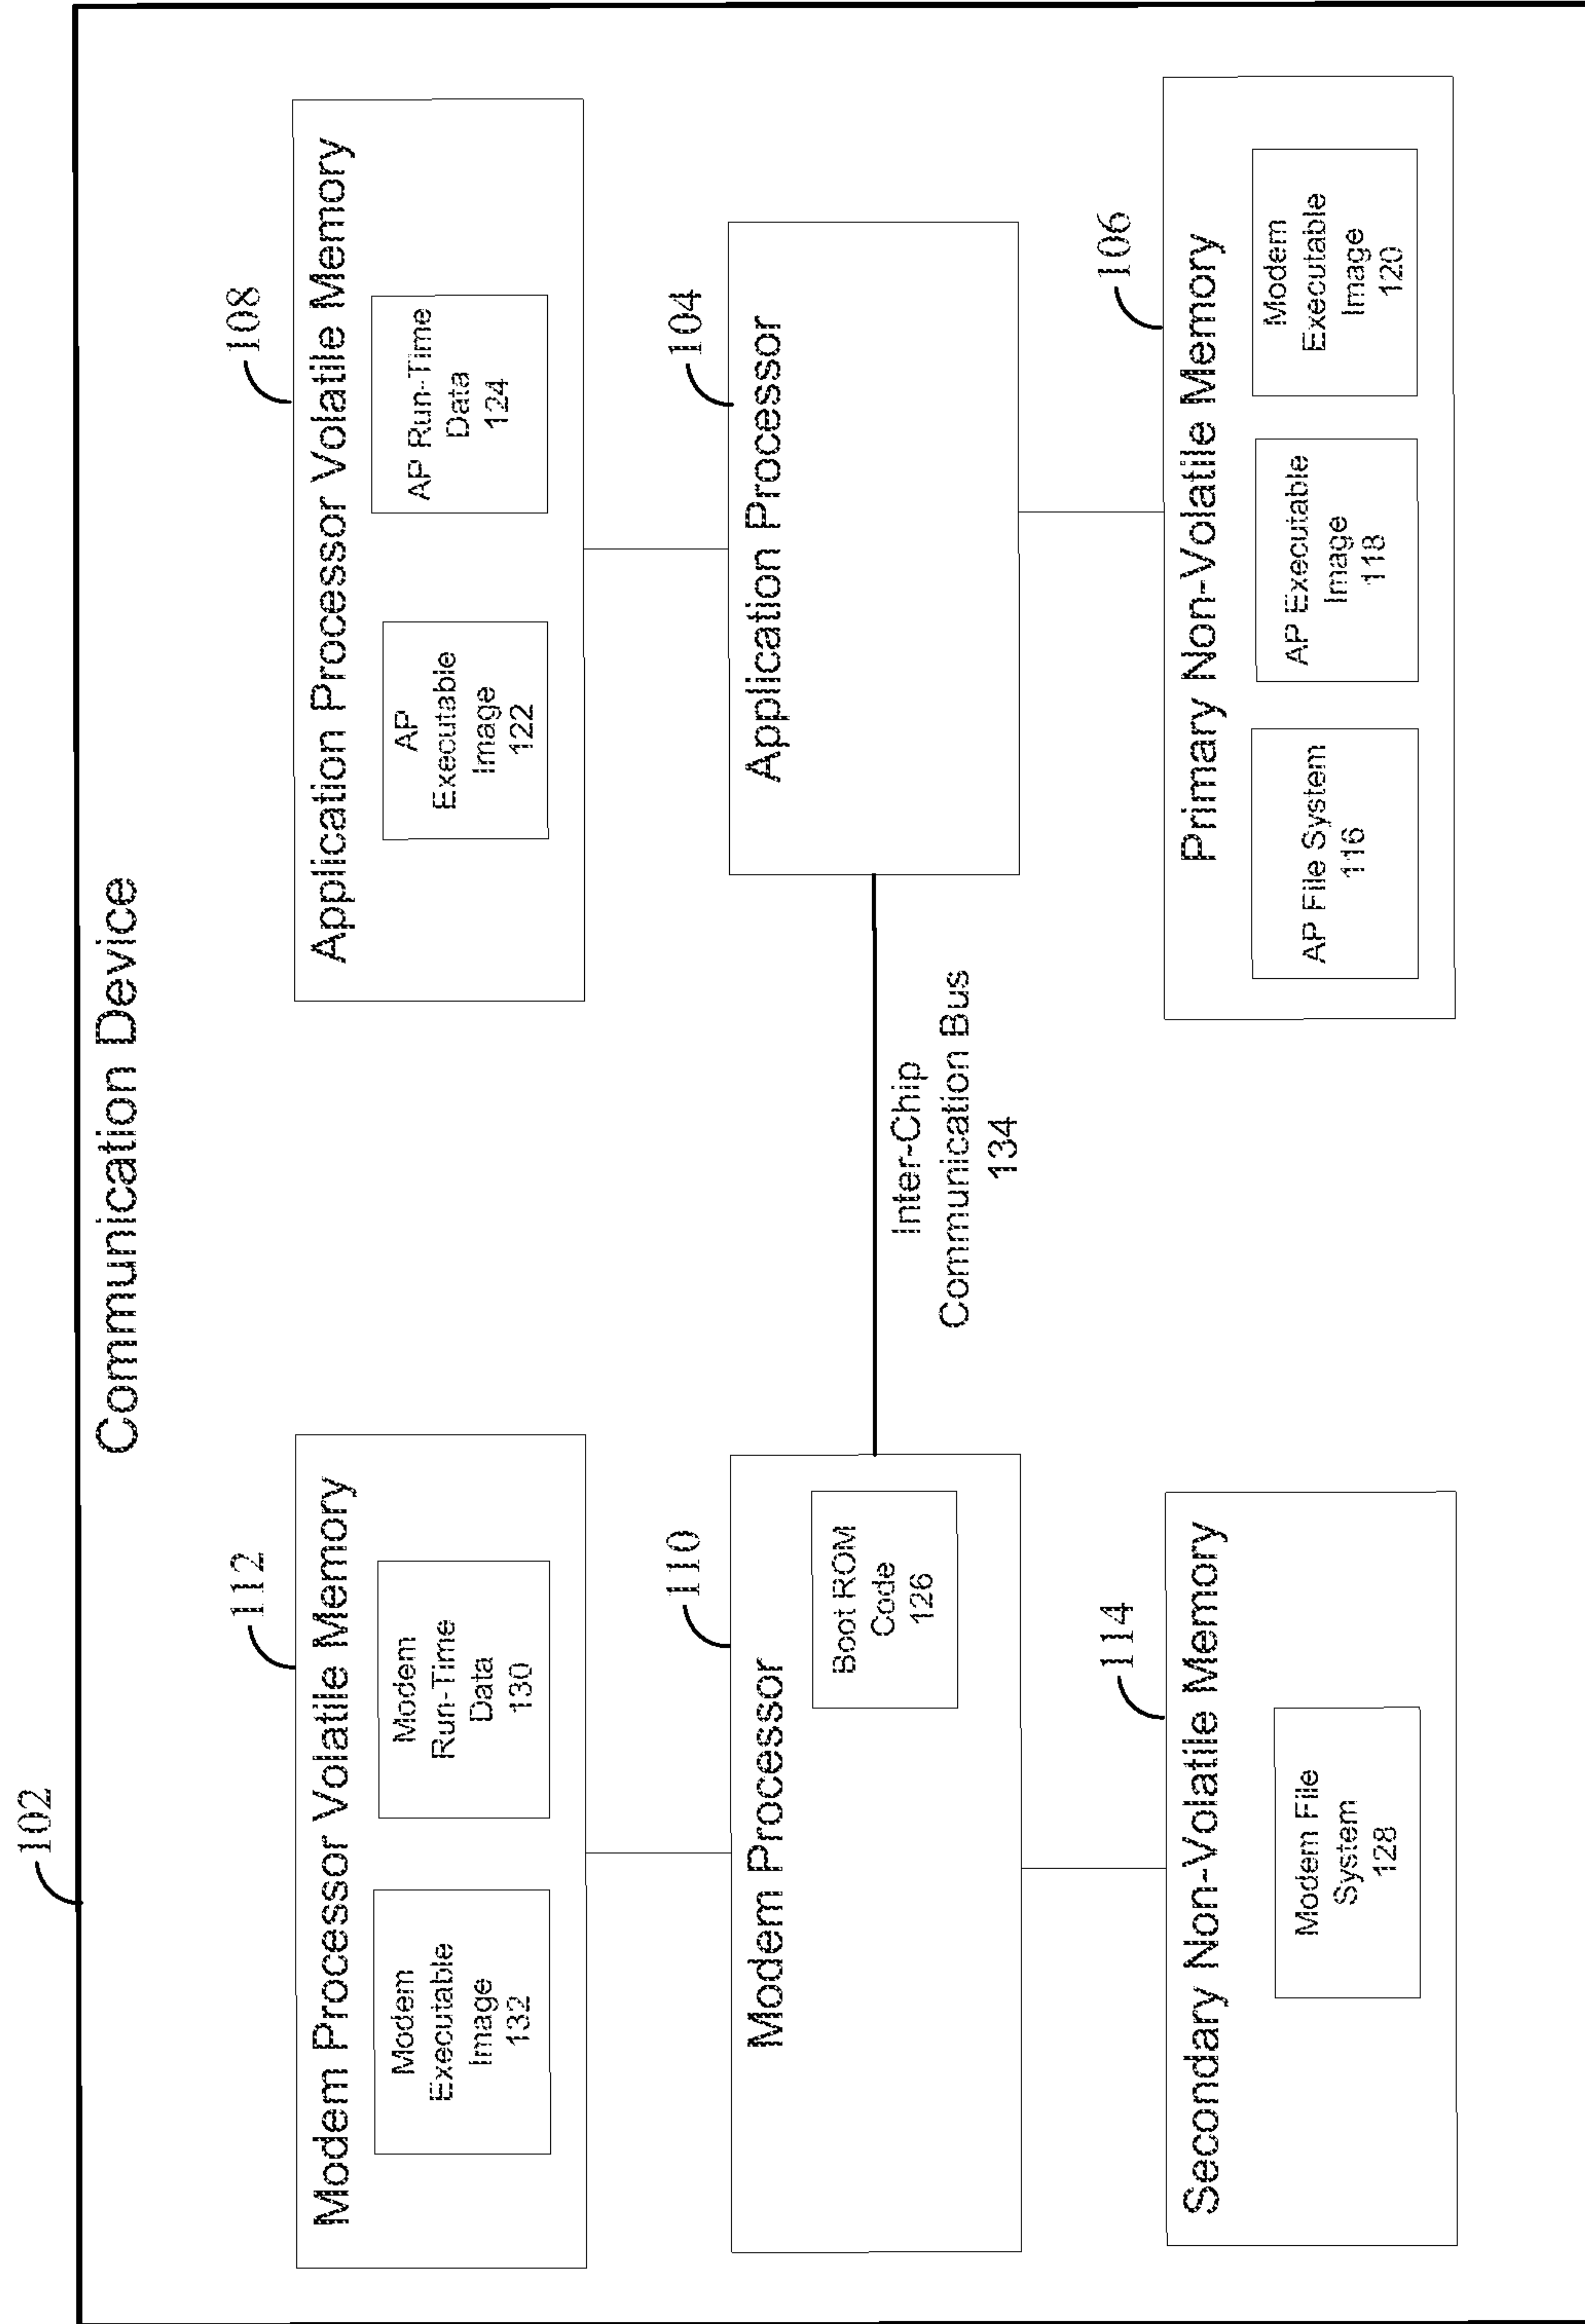 102
Communication Device
112
Modem Processor Volatile Memory
Modem
Executable
Image
132
Modem
Run-Time
Data
130
108
Application Processor Volatile Memory
AP
Executable
Image
122
AP Run-Time
Data
124
110
Modem Processor
Boot ROM
Code
126
Inter-Chip
Communication Bus
134
104
Application Processor
114
Secondary Non-Volatile Memory
Modem File
System
128
106
Primary Non-Volatile Memory
AP File System
116
AP Executable
Image
118
Modem
Executable
Image
120